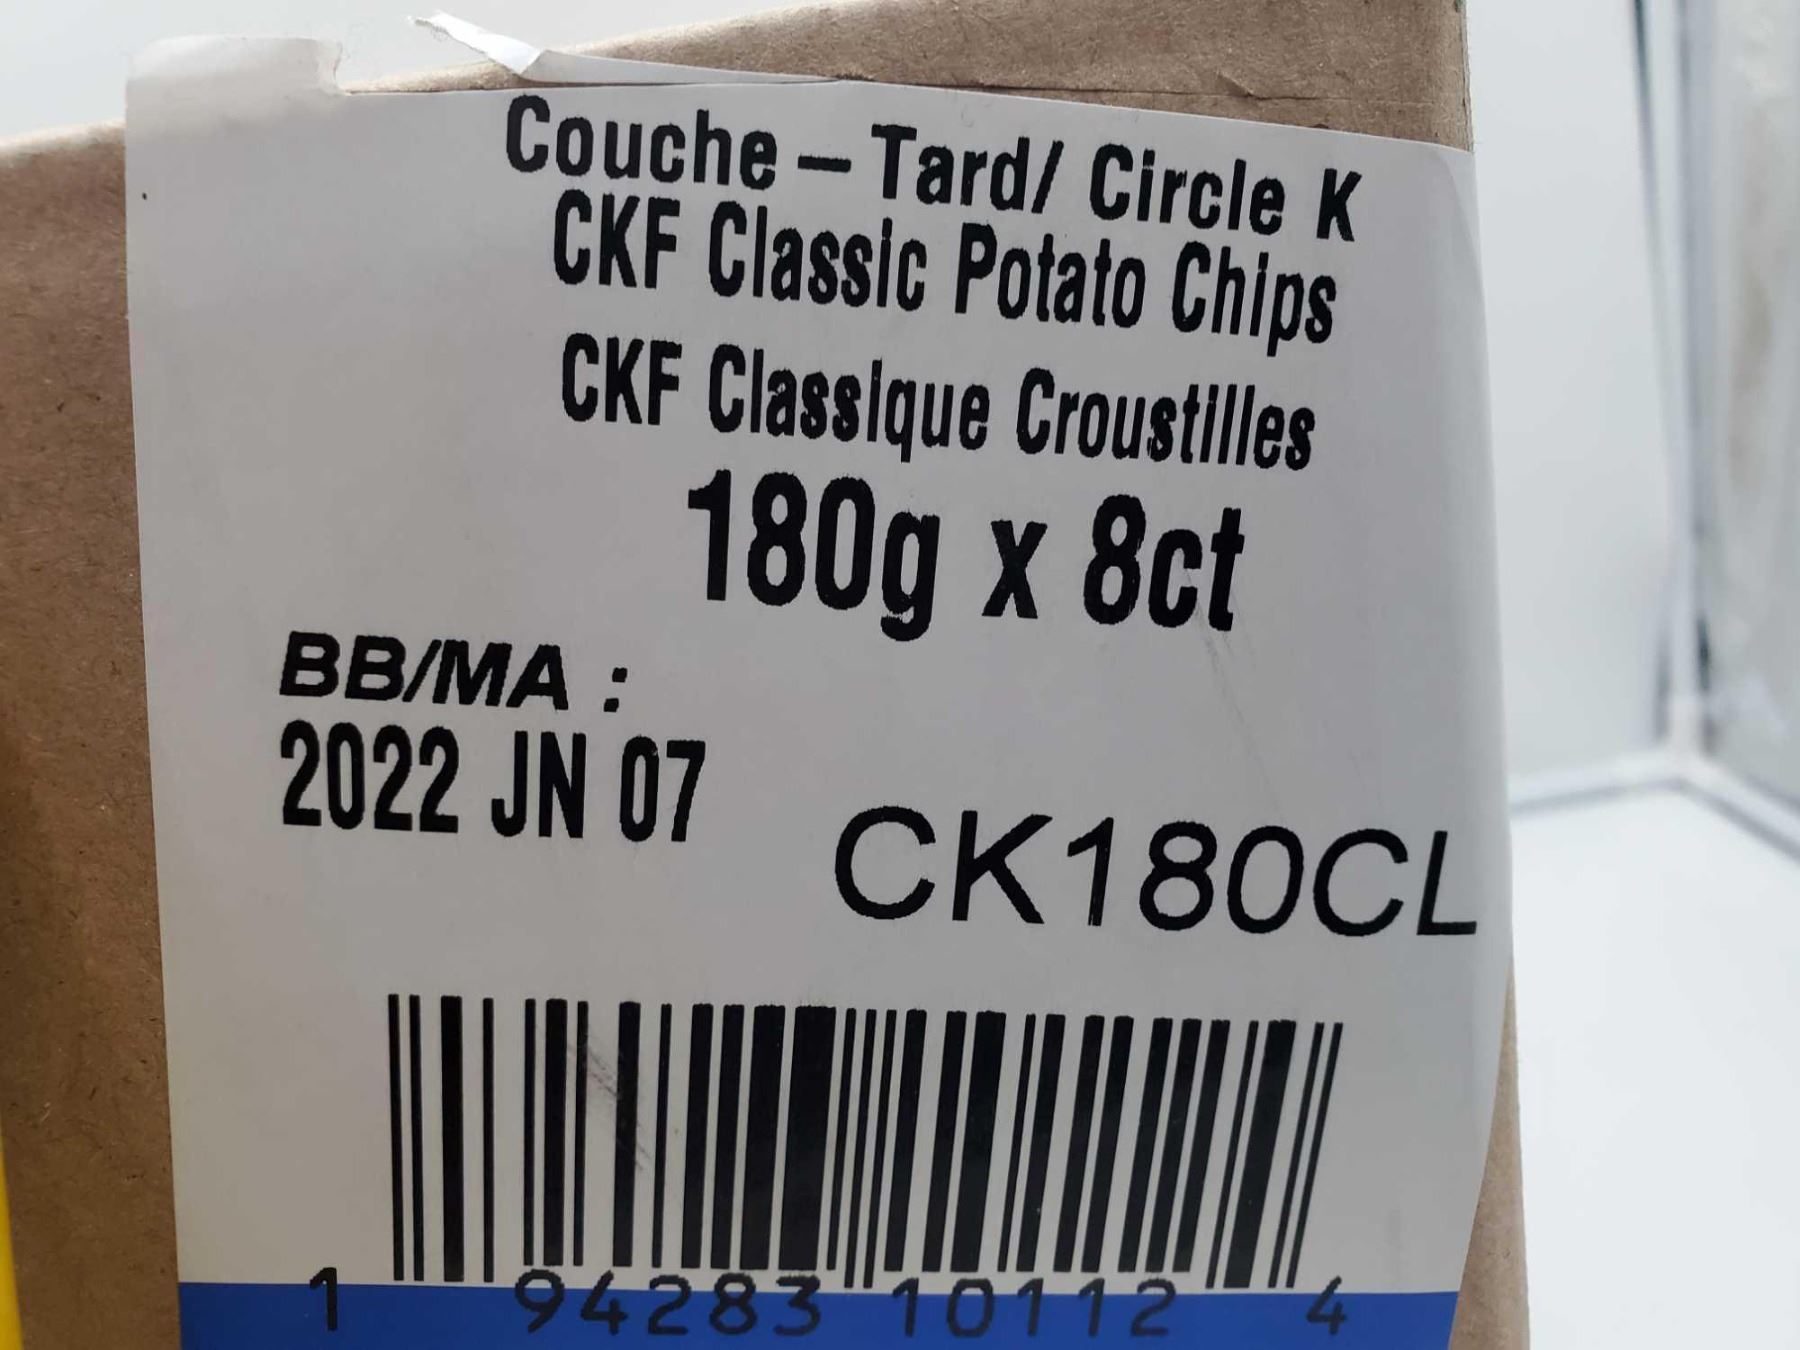 Couche – Tard/ Circle K
CKF Classic Potato Chips
CKF Classique Croustilles
180g x 8ct
BB/MA :
2022 JN 07
CK180CL
1 94283 10112 4